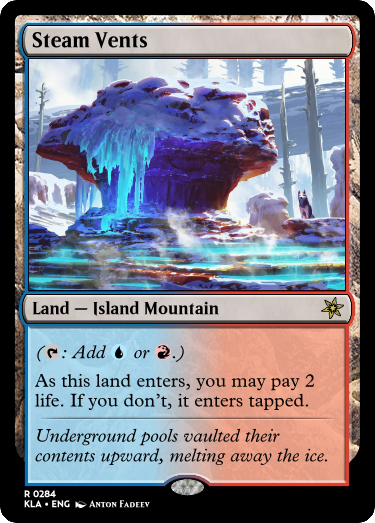 Steam Vents
Land — Island Mountain
(: Add or .)
As this land enters, you may pay 2
life. If you don't, it enters tapped.
Underground pools vaulted their
contents upward, melting away the ice.
R 0284
KLA • ENG Anton Fadeev